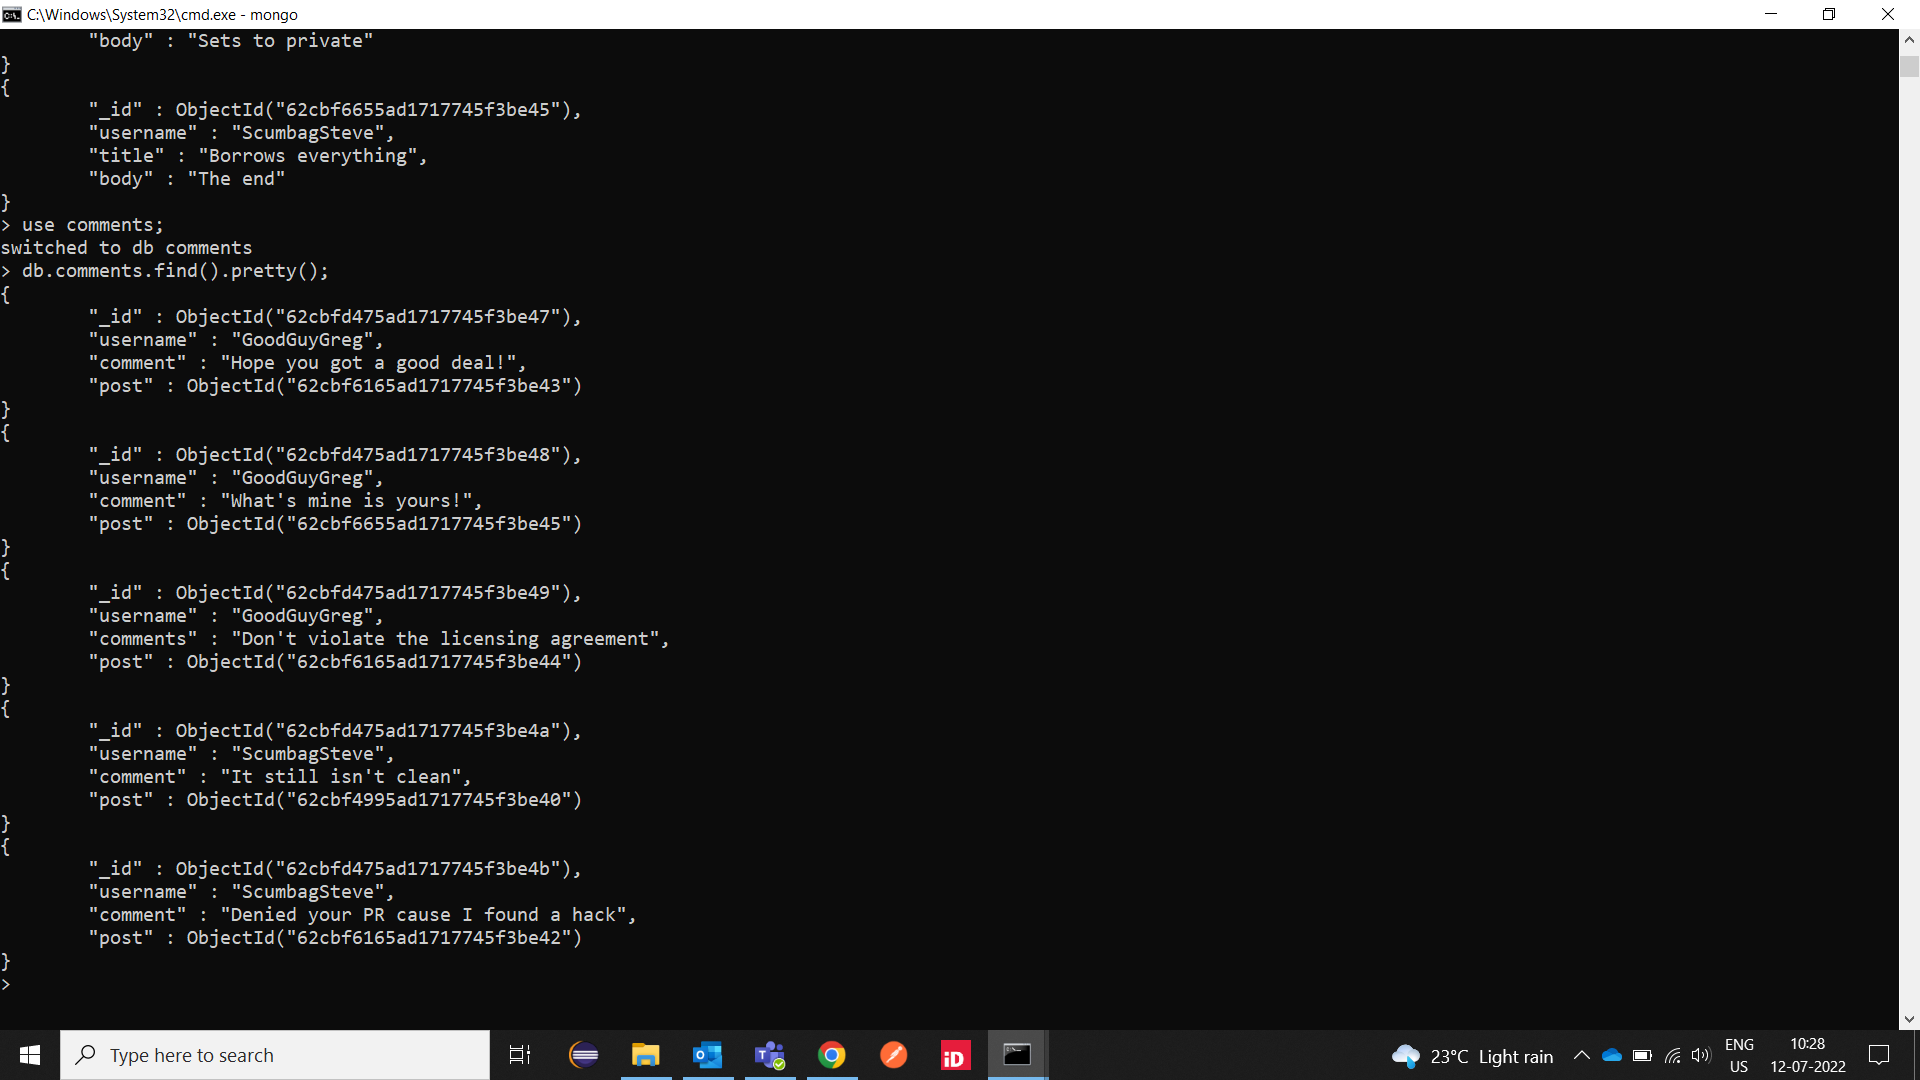 C:\Windows\System32\cmd.exe - mongo
"body" : "Sets to private"
}
{
"_id" : ObjectId("62cbf6655ad1717745f3be45"),
"username" : "ScumbagSteve",
"title" : "Borrows everything",
"body" : "The end"
}
> use comments;
switched to db comments
> db.comments.find().pretty();
{
"_id" : ObjectId("62cbfd475ad1717745f3be47"),
"username" : "GoodGuyGreg",
"comment" : "Hope you got a good deal!",
"post" : ObjectId("62cbf6165ad1717745f3be43")
}
{
"_id" : ObjectId("62cbfd475ad1717745f3be48"),
"username" : "GoodGuyGreg",
"comment" : "What's mine is yours!",
"post" : ObjectId("62cbf6655ad1717745f3be45")
}
{
"_id" : ObjectId("62cbfd475ad1717745f3be49"),
"username" : "GoodGuyGreg",
"comments" : "Don't violate the licensing agreement",
"post" : ObjectId("62cbf6165ad1717745f3be44")
}
{
"_id" : ObjectId("62cbfd475ad1717745f3be4a"),
"username" : "ScumbagSteve",
"comment" : "It still isn't clean",
"post" : ObjectId("62cbf4995ad1717745f3be40")
}
{
"_id" : ObjectId("62cbfd475ad1717745f3be4b"),
"username" : "ScumbagSteve",
"comment" : "Denied your PR cause I found a hack",
"post" : ObjectId("62cbf6165ad1717745f3be42")
}
>
Type here to search
iD
23°C Light rain
ENG
US
10:28
12-07-2022